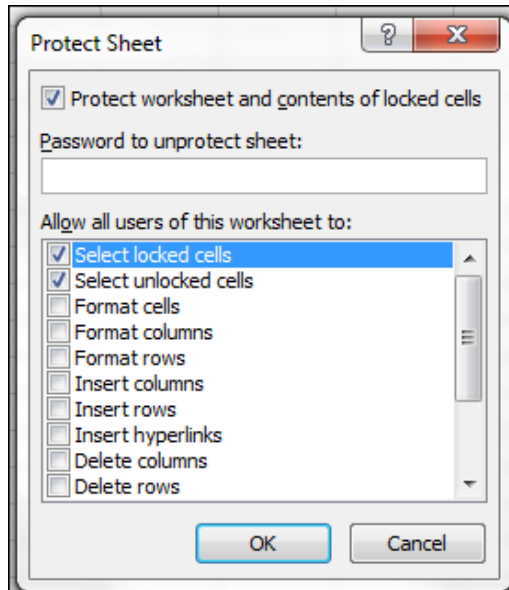 Protect Sheet
Protect worksheet and contents of locked cells
Password to unprotect sheet:
Allow all users of this worksheet to:
Select locked cells
Select unlocked cells
Format cells
Format columns
Format rows
Insert columns
Insert rows
Insert hyperlinks
Delete columns
Delete rows
OK Cancel